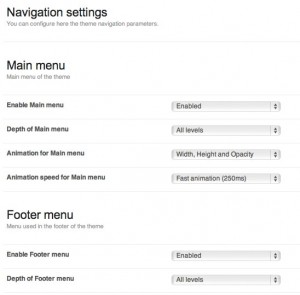 Navigation settings
You can configure here the theme navigation parameters.
Main menu
Main menu of the theme
Enable Main menu Enabled
Depth of Main menu All levels
Animation for Main menu Width, Height and Opacity
Animation speed for Main menu Fast animation (250ms)
Footer menu
Menu used in the footer of the theme
Enable Footer menu Enabled
Depth of Footer menu All levels